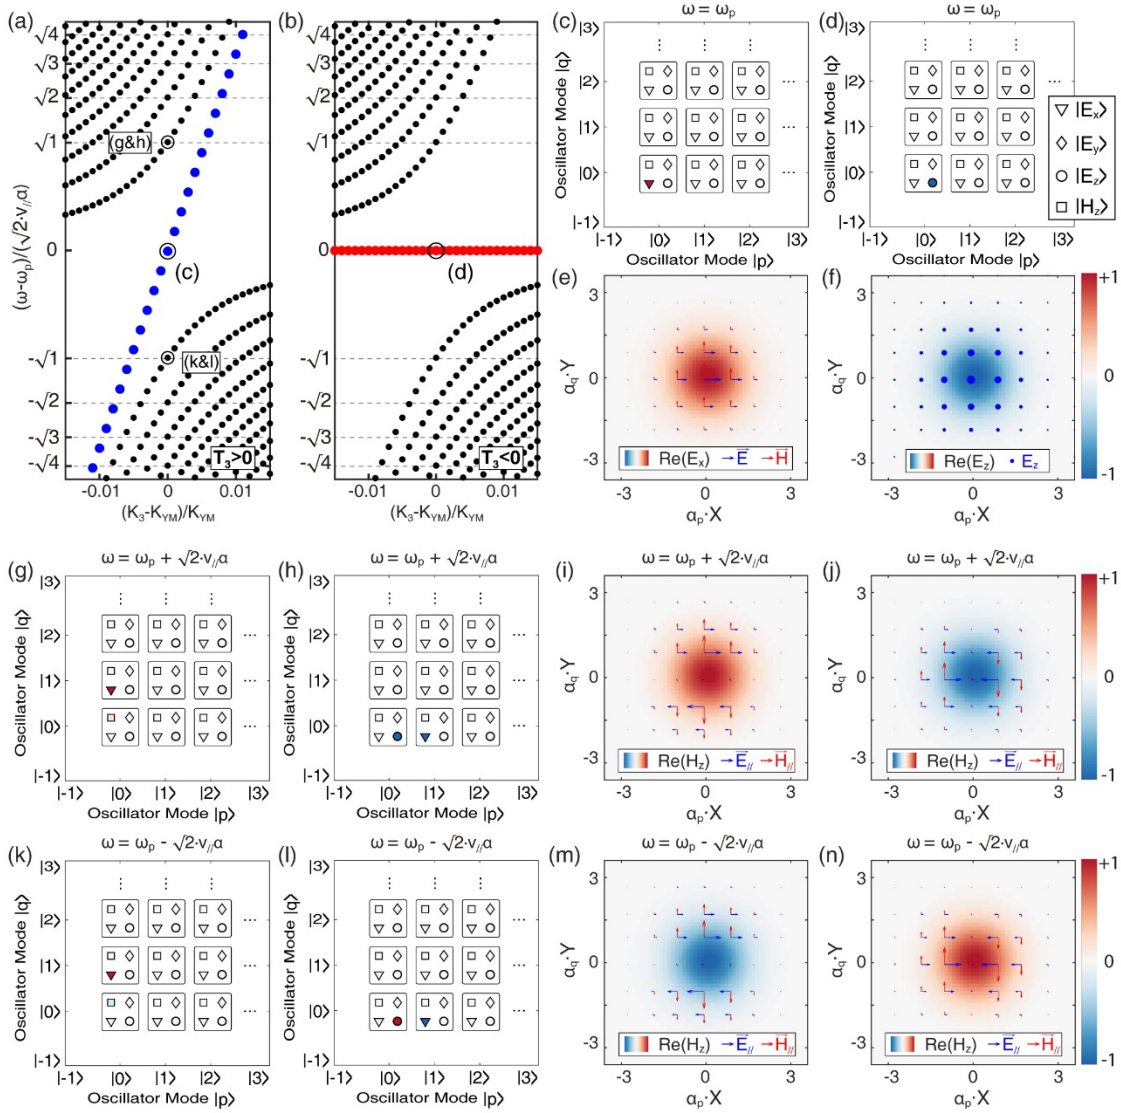 (a)
(ω-ωp)/(√2·v//α)
√4
√3
√2
√1
0
-√1
-√2
-√3
-√4
(g&h)
(c)
(k&l)
T3>0
-0.01 0 0.01
(K3-KYM)/KYM
(b)
√4
√3
√2
√1
0
-√1
-√2
-√3
-√4
(d)
T3<0
-0.01 0 0.01
(K3-KYM)/KYM
(c)
ω = ωp
Oscillator Mode |q⟩
|3⟩
|2⟩
|1⟩
|0⟩
|-1⟩
|-1⟩ |0⟩ |1⟩ |2⟩ |3⟩
Oscillator Mode |p⟩
(d)
ω = ωp
Oscillator Mode |q⟩
|3⟩
|2⟩
|1⟩
|0⟩
|-1⟩
|-1⟩ |0⟩ |1⟩ |2⟩ |3⟩
Oscillator Mode |p⟩
|Ex⟩
|Ey⟩
|Ez⟩
|Hz⟩
(e)
αq·Y
3
0
-3
Re(Ex) E H
-3 0 3
αp·X
(f)
αq·Y
3
0
-3
Re(Ez) Ez
-3 0 3
αp·X
+1
0
-1
(g)
ω = ωp + √2·v//α
Oscillator Mode |q⟩
|3⟩
|2⟩
|1⟩
|0⟩
|-1⟩
|-1⟩ |0⟩ |1⟩ |2⟩ |3⟩
Oscillator Mode |p⟩
(h)
ω = ωp + √2·v//α
Oscillator Mode |q⟩
|3⟩
|2⟩
|1⟩
|0⟩
|-1⟩
|-1⟩ |0⟩ |1⟩ |2⟩ |3⟩
Oscillator Mode |p⟩
(i)
ω = ωp + √2·v//α
αq·Y
3
0
-3
Re(Hz) E// H//
-3 0 3
αp·X
(j)
ω = ωp + √2·v//α
αq·Y
3
0
-3
Re(Hz) E// H//
-3 0 3
αp·X
+1
0
-1
(k)
ω = ωp - √2·v//α
Oscillator Mode |q⟩
|3⟩
|2⟩
|1⟩
|0⟩
|-1⟩
|-1⟩ |0⟩ |1⟩ |2⟩ |3⟩
Oscillator Mode |p⟩
(l)
ω = ωp - √2·v//α
Oscillator Mode |q⟩
|3⟩
|2⟩
|1⟩
|0⟩
|-1⟩
|-1⟩ |0⟩ |1⟩ |2⟩ |3⟩
Oscillator Mode |p⟩
(m)
ω = ωp - √2·v//α
αq·Y
3
0
-3
Re(Hz) E// H//
-3 0 3
αp·X
(n)
ω = ωp - √2·v//α
αq·Y
3
0
-3
Re(Hz) E// H//
-3 0 3
αp·X
+1
0
-1